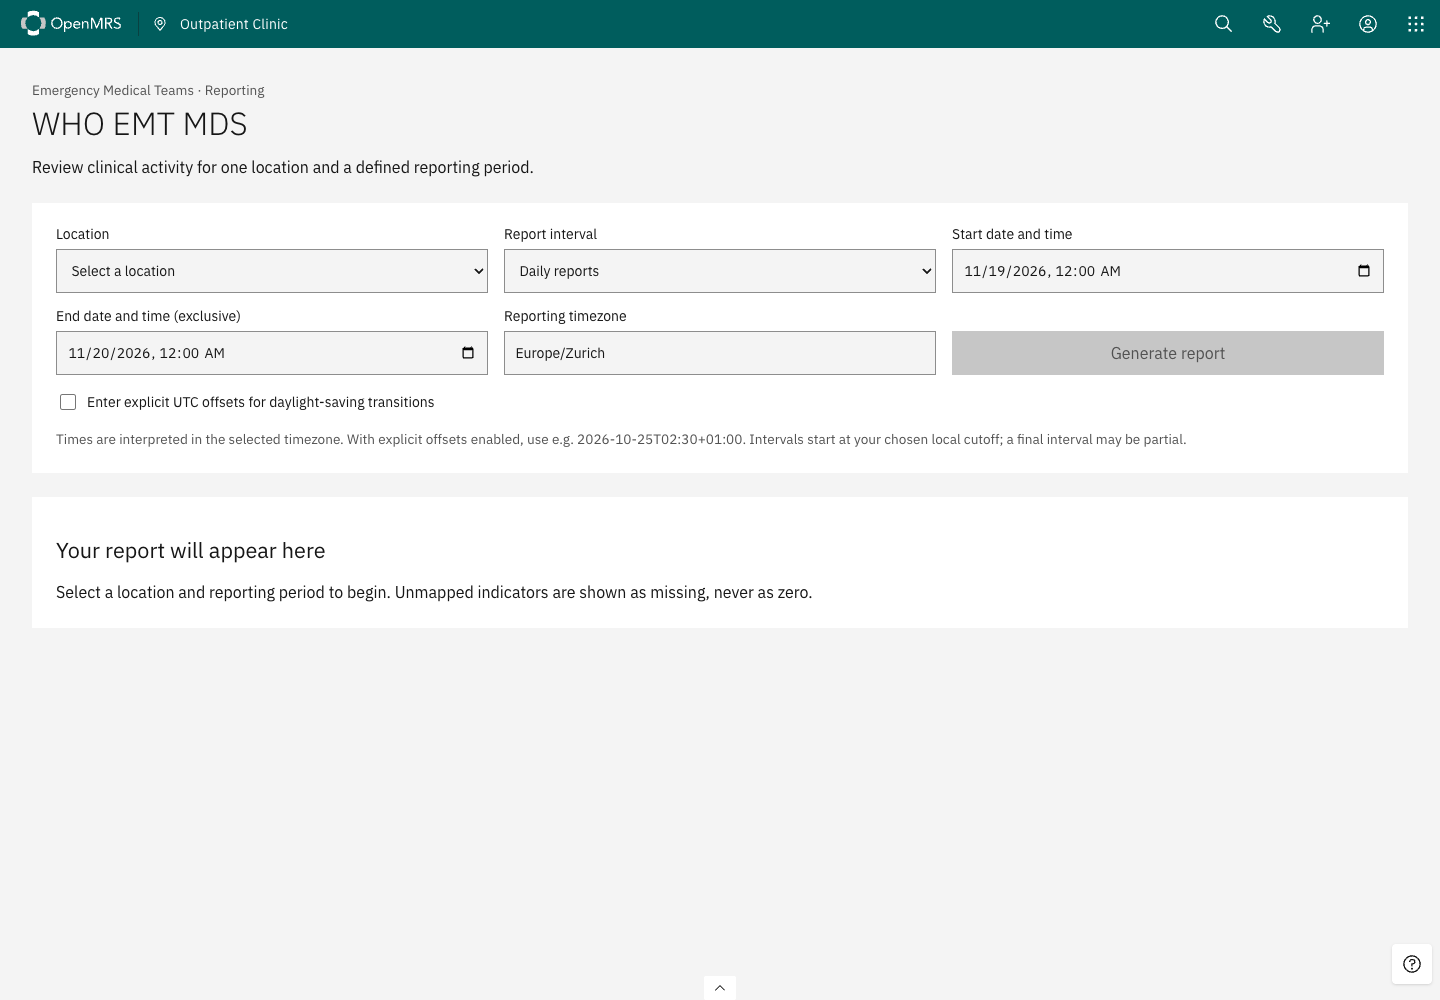 OpenMRS
Outpatient Clinic
Emergency Medical Teams · Reporting
WHO EMT MDS
Review clinical activity for one location and a defined reporting period.
Location
Report interval
Start date and time
Select a location
Daily reports
11/19/2026, 12:00 AM
End date and time (exclusive)
Reporting timezone
11/20/2026, 12:00 AM
Europe/Zurich
Generate report
Enter explicit UTC offsets for daylight-saving transitions
Times are interpreted in the selected timezone. With explicit offsets enabled, use e.g. 2026-10-25T02:30+01:00. Intervals start at your chosen local cutoff; a final interval may be partial.
Your report will appear here
Select a location and reporting period to begin. Unmapped indicators are shown as missing, never as zero.